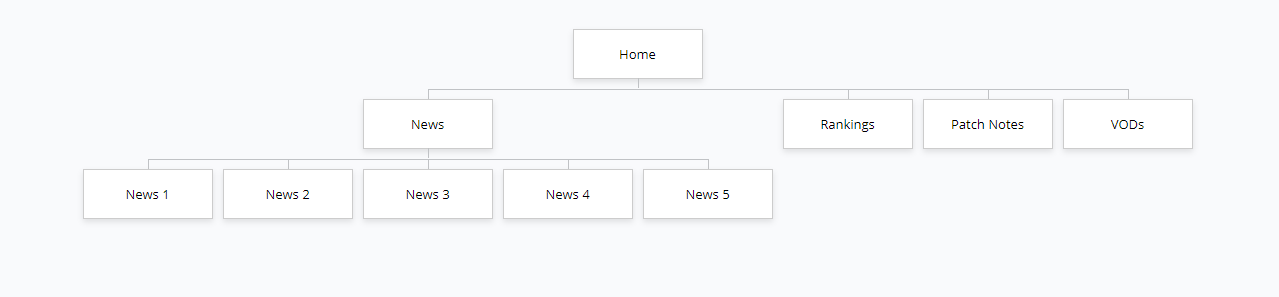 Home
News
Rankings
Patch Notes
VODs
News 1
News 2
News 3
News 4
News 5